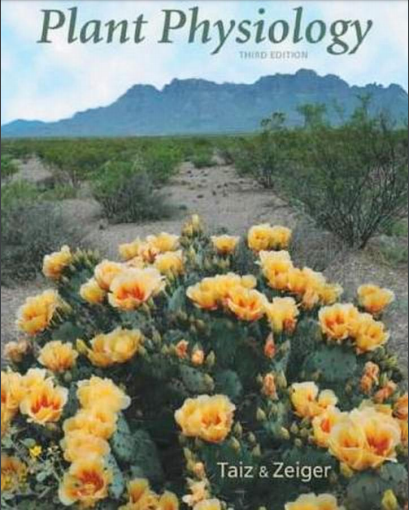 Plant Physiology
THIRD EDITION
Taiz & Zeiger